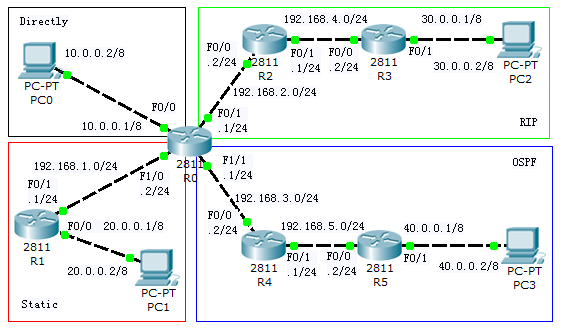 Directly
10.0.0.2/8
PC-PT
PC0
F0/0
10.0.0.1/8
192.168.4.0/24
30.0.0.1/8
F0/0
.2/24
2811
R2
F0/1
.1/24
F0/0
.2/24
2811
R3
F0/1
30.0.0.2/8
PC-PT
PC2
192.168.2.0/24
F0/1
.1/24
RIP
2811
R0
192.168.1.0/24
F1/0
.2/24
F0/1
.1/24
2811
R1
F0/0
20.0.0.1/8
20.0.0.2/8
PC-PT
PC1
Static
OSPF
F1/1
.1/24
192.168.3.0/24
F0/0
.2/24
2811
R4
192.168.5.0/24
F0/1
.1/24
F0/0
.2/24
2811
R5
40.0.0.1/8
F0/1
40.0.0.2/8
PC-PT
PC3